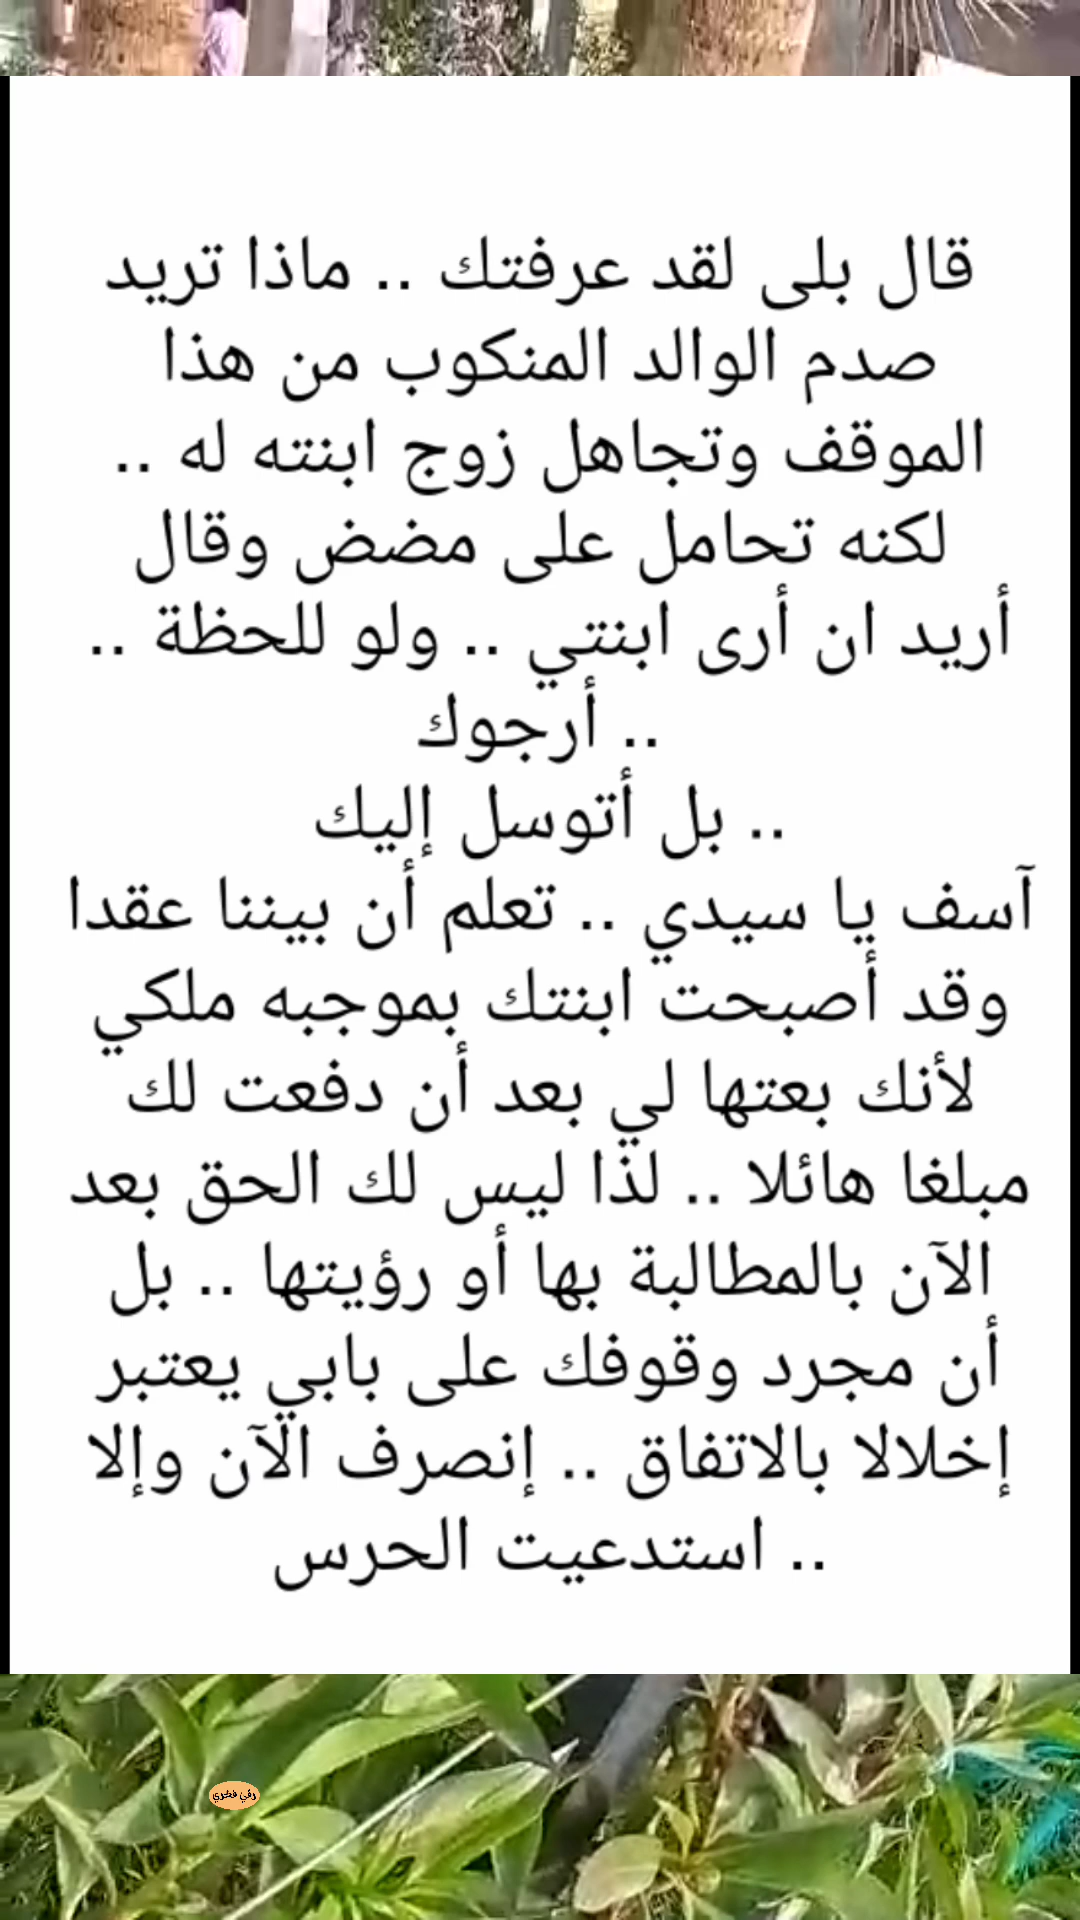 قال بلى لقد عرفتك .. ماذا تريد
صدم الوالد المنكوب من هذا
الموقف وتجاهل زوج ابنته له ..
لكنه تحامل على مضض وقال
أريد ان أرى ابنتي .. ولو للحظة ..
.. أرجوك
.. بل أتوسل إليك
آسف يا سيدي .. تعلم أن بيننا عقدا
وقد أصبحت ابنتك بموجبه ملكي
لأنك بعتها لي بعد أن دفعت لك
مبلغا هائلا .. لذا ليس لك الحق بعد
الآن بالمطالبة بها أو رؤيتها .. بل
أن مجرد وقوفك على بابي يعتبر
إخلالا بالاتفاق .. إنصرف الآن وإلا
.. استدعيت الحرس